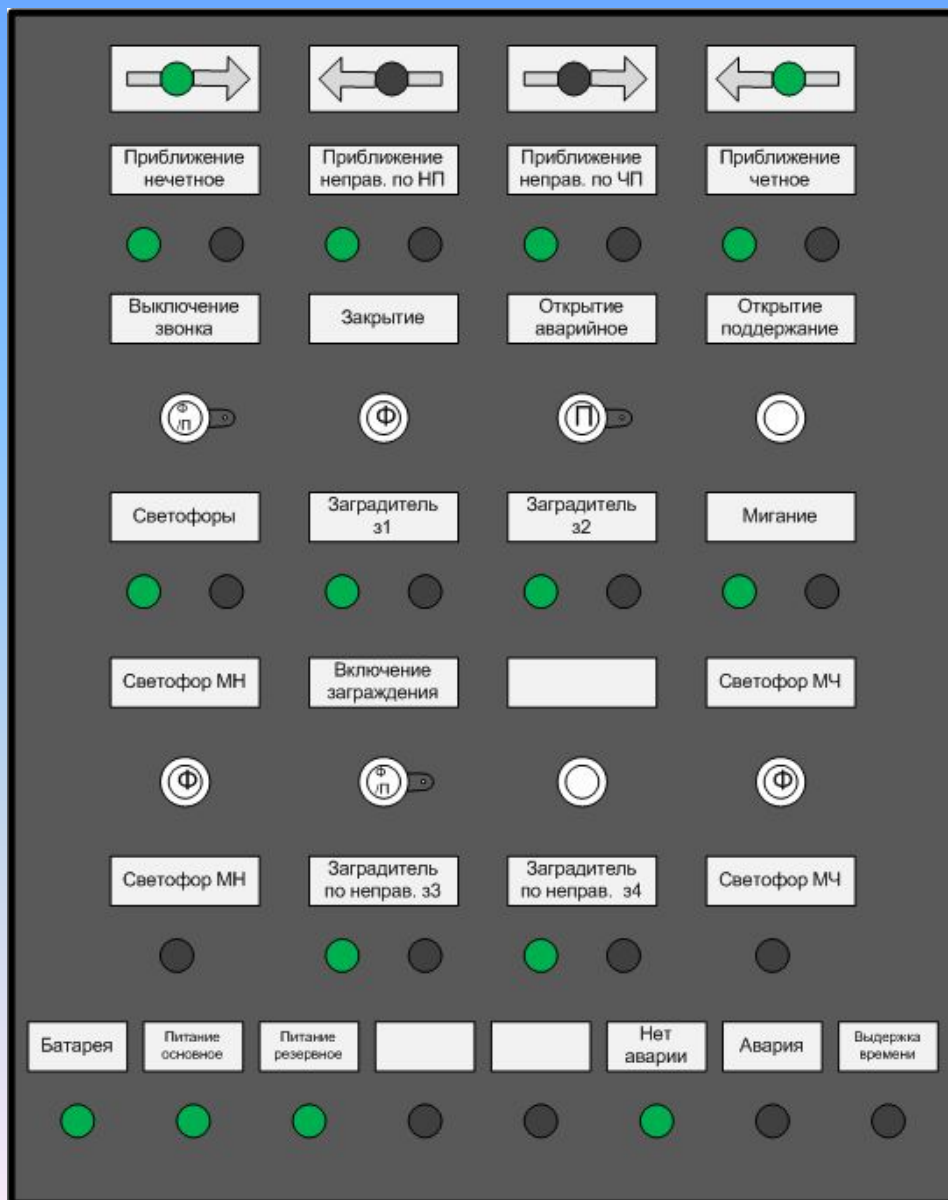 Приближение нечетное
Приближение неправ. по НП
Приближение неправ. по ЧП
Приближение четное
Выключение звонка
Закрытие
Открытие аварийное
Открытие поддержание
Ф /П
Ф
П
Светофоры
Заградитель з1
Заградитель з2
Мигание
Светофор МН
Включение заграждения
Светофор МЧ
Ф
Ф /П
Ф
Светофор МН
Заградитель по неправ. з3
Заградитель по неправ. з4
Светофор МЧ
Батарея
Питание основное
Питание резервное
Нет аварии
Авария
Выдержка времени